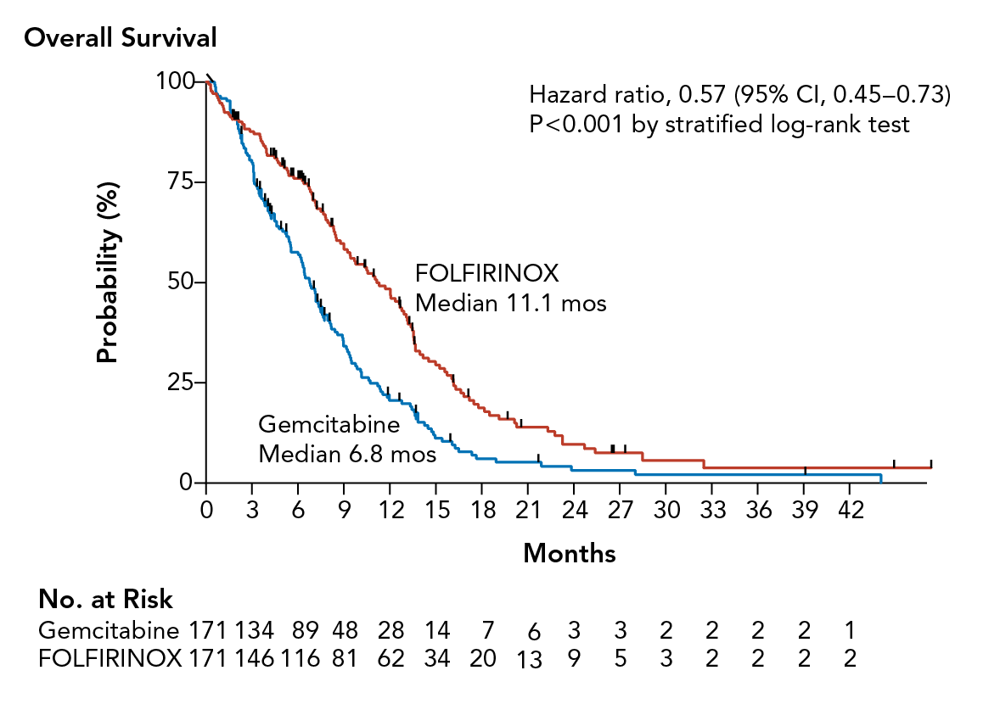 Overall Survival
Hazard ratio, 0.57 (95% CI, 0.45–0.73)
P<0.001 by stratified log-rank test
Probability (%)
100
75
50
25
0
FOLFIRINOX
Median 11.1 mos
Gemcitabine
Median 6.8 mos
0 3 6 9 12 15 18 21 24 27 30 33 36 39 42
Months
No. at Risk
Gemcitabine 171 134 89 48 28 14 7 6 3 3 2 2 2 2 1
FOLFIRINOX 171 146 116 81 62 34 20 13 9 5 3 2 2 2 2